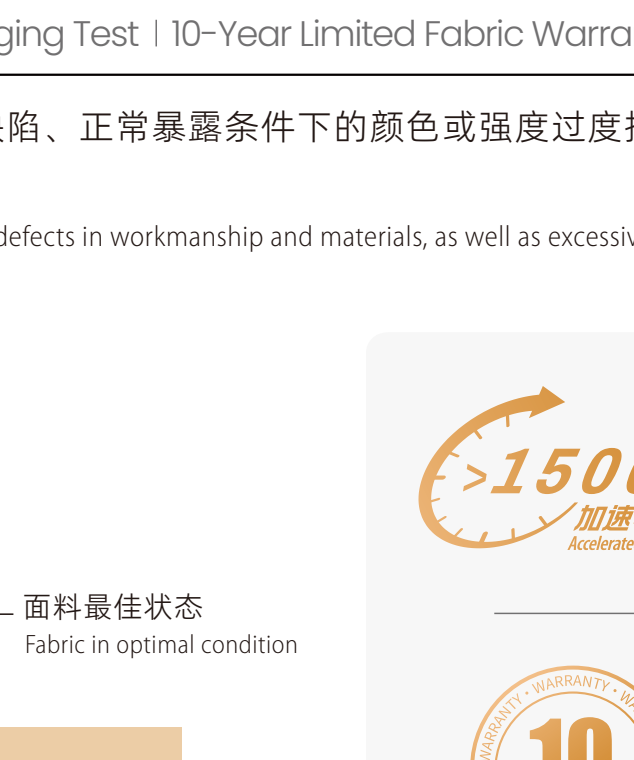 ging Test | 10-Year Limited Fabric Warra
陷、正常暴露条件下的颜色或强度过度
defects in workmanship and materials, as well as excessiv
>150
加速
Accelerate
面料最佳状态
Fabric in optimal condition
WARRANTY • WARRANTY • WA
10